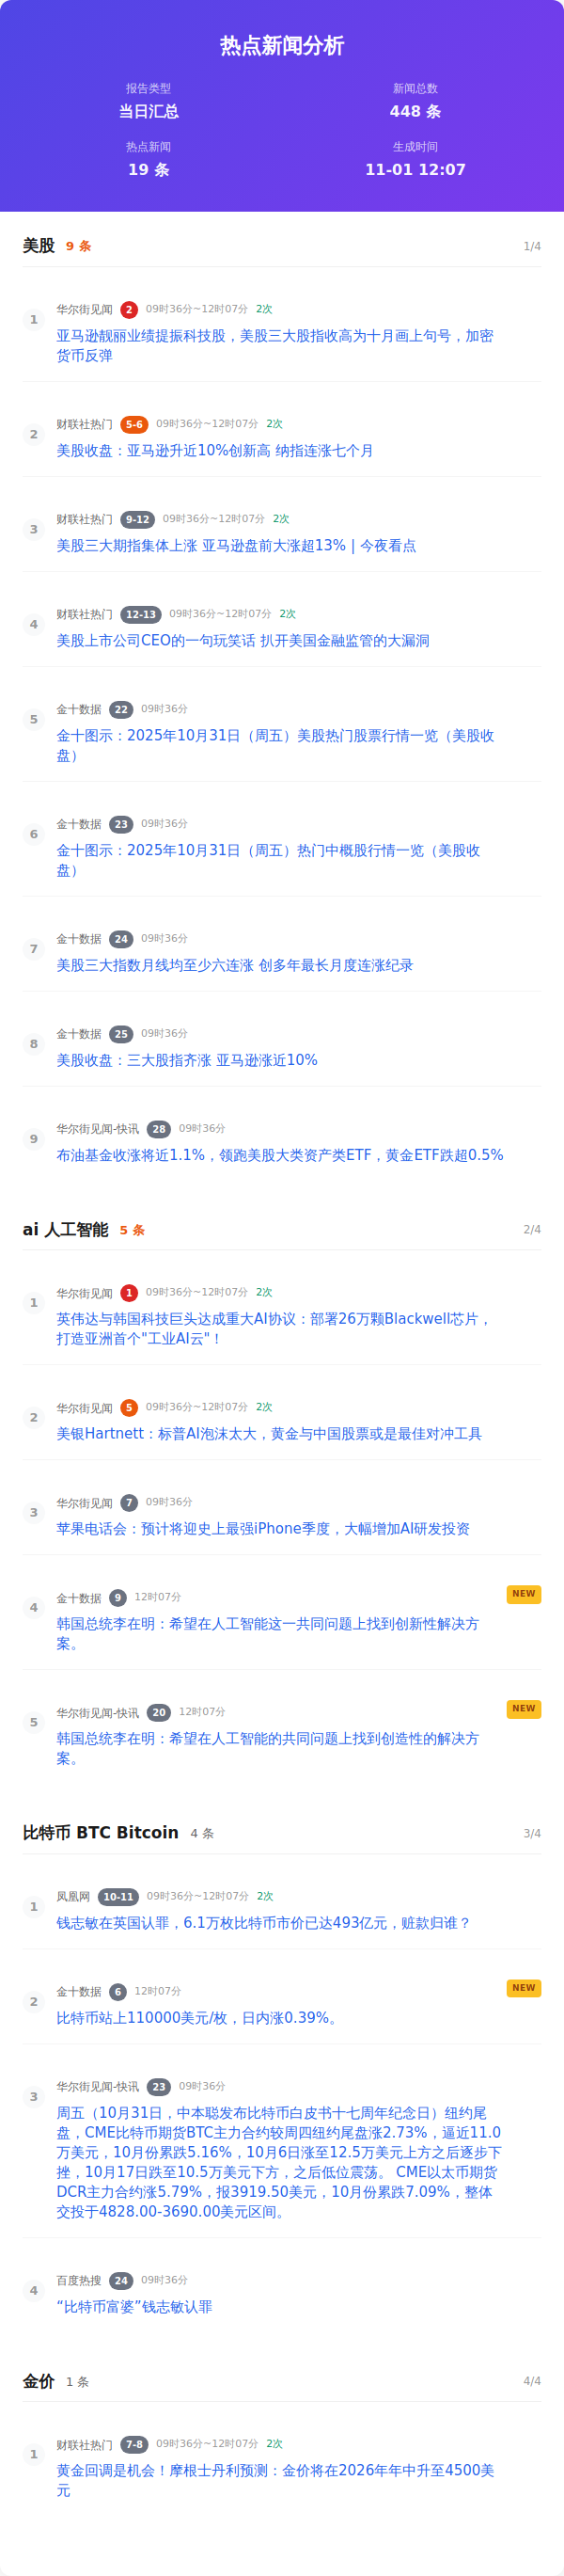 热点新闻分析
报告类型
当日汇总
新闻总数
448 条
热点新闻
19 条
生成时间
11-01 12:07
美股 9 条 1/4
1 华尔街见闻 2 09时36分~12时07分 2次
亚马逊靓丽业绩提振科技股，美股三大股指收高为十月画上句号，加密
货币反弹
2 财联社热门 5-6 09时36分~12时07分 2次
美股收盘：亚马逊升近10%创新高 纳指连涨七个月
3 财联社热门 9-12 09时36分~12时07分 2次
美股三大期指集体上涨 亚马逊盘前大涨超13% | 今夜看点
4 财联社热门 12-13 09时36分~12时07分 2次
美股上市公司CEO的一句玩笑话 扒开美国金融监管的大漏洞
5 金十数据 22 09时36分
金十图示：2025年10月31日（周五）美股热门股票行情一览（美股收
盘）
6 金十数据 23 09时36分
金十图示：2025年10月31日（周五）热门中概股行情一览（美股收
盘）
7 金十数据 24 09时36分
美股三大指数月线均至少六连涨 创多年最长月度连涨纪录
8 金十数据 25 09时36分
美股收盘：三大股指齐涨 亚马逊涨近10%
9 华尔街见闻-快讯 28 09时36分
布油基金收涨将近1.1%，领跑美股大类资产类ETF，黄金ETF跌超0.5%
ai 人工智能 5 条 2/4
1 华尔街见闻 1 09时36分~12时07分 2次
英伟达与韩国科技巨头达成重大AI协议：部署26万颗Blackwell芯片，
打造亚洲首个"工业AI云"！
2 华尔街见闻 5 09时36分~12时07分 2次
美银Hartnett：标普AI泡沫太大，黄金与中国股票或是最佳对冲工具
3 华尔街见闻 7 09时36分
苹果电话会：预计将迎史上最强iPhone季度，大幅增加AI研发投资
4 金十数据 9 12时07分 NEW
韩国总统李在明：希望在人工智能这一共同问题上找到创新性解决方
案。
5 华尔街见闻-快讯 20 12时07分 NEW
韩国总统李在明：希望在人工智能的共同问题上找到创造性的解决方
案。
比特币 BTC Bitcoin 4 条 3/4
1 凤凰网 10-11 09时36分~12时07分 2次
钱志敏在英国认罪，6.1万枚比特币市价已达493亿元，赃款归谁？
2 金十数据 6 12时07分 NEW
比特币站上110000美元/枚，日内涨0.39%。
3 华尔街见闻-快讯 23 09时36分
周五（10月31日，中本聪发布比特币白皮书十七周年纪念日）纽约尾
盘，CME比特币期货BTC主力合约较周四纽约尾盘涨2.73%，逼近11.0
万美元，10月份累跌5.16%，10月6日涨至12.5万美元上方之后逐步下
挫，10月17日跌至10.5万美元下方，之后低位震荡。 CME以太币期货
DCR主力合约涨5.79%，报3919.50美元，10月份累跌7.09%，整体
交投于4828.00-3690.00美元区间。
4 百度热搜 24 09时36分
“比特币富婆”钱志敏认罪
金价 1 条 4/4
1 财联社热门 7-8 09时36分~12时07分 2次
黄金回调是机会！摩根士丹利预测：金价将在2026年年中升至4500美
元